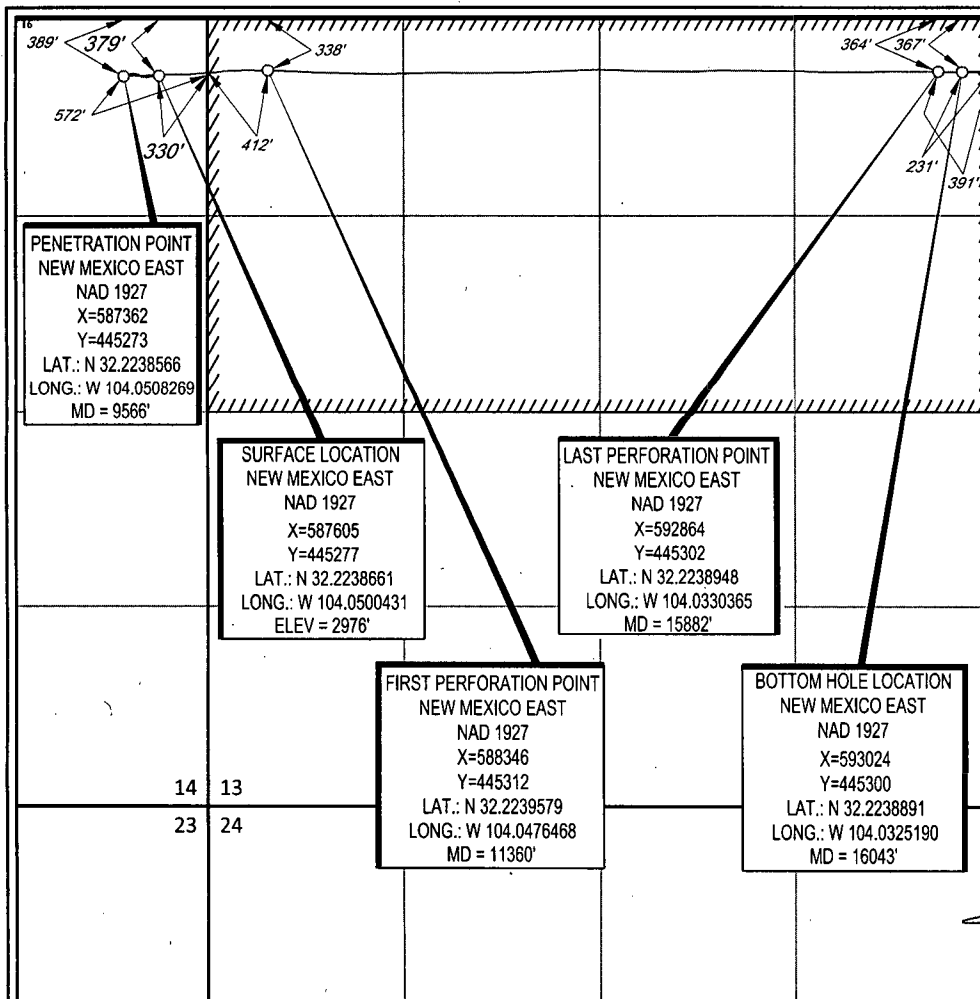 16
389'
379'
338'
364'
367'
572'
330'
412'
231'
391'
PENETRATION POINT
NEW MEXICO EAST
NAD 1927
X=587362
Y=445273
LAT.: N 32.2238566
LONG.: W 104.0508269
MD = 9566'
SURFACE LOCATION
NEW MEXICO EAST
NAD 1927
X=587605
Y=445277
LAT.: N 32.2238661
LONG.: W 104.0500431
ELEV = 2976'
LAST PERFORATION POINT
NEW MEXICO EAST
NAD 1927
X=592864
Y=445302
LAT.: N 32.2238948
LONG.: W 104.0330365
MD = 15882'
FIRST PERFORATION POINT
NEW MEXICO EAST
NAD 1927
X=588346
Y=445312
LAT.: N 32.2239579
LONG.: W 104.0476468
MD = 11360'
BOTTOM HOLE LOCATION
NEW MEXICO EAST
NAD 1927
X=593024
Y=445300
LAT.: N 32.2238891
LONG.: W 104.0325190
MD = 16043'
14 13
23 24